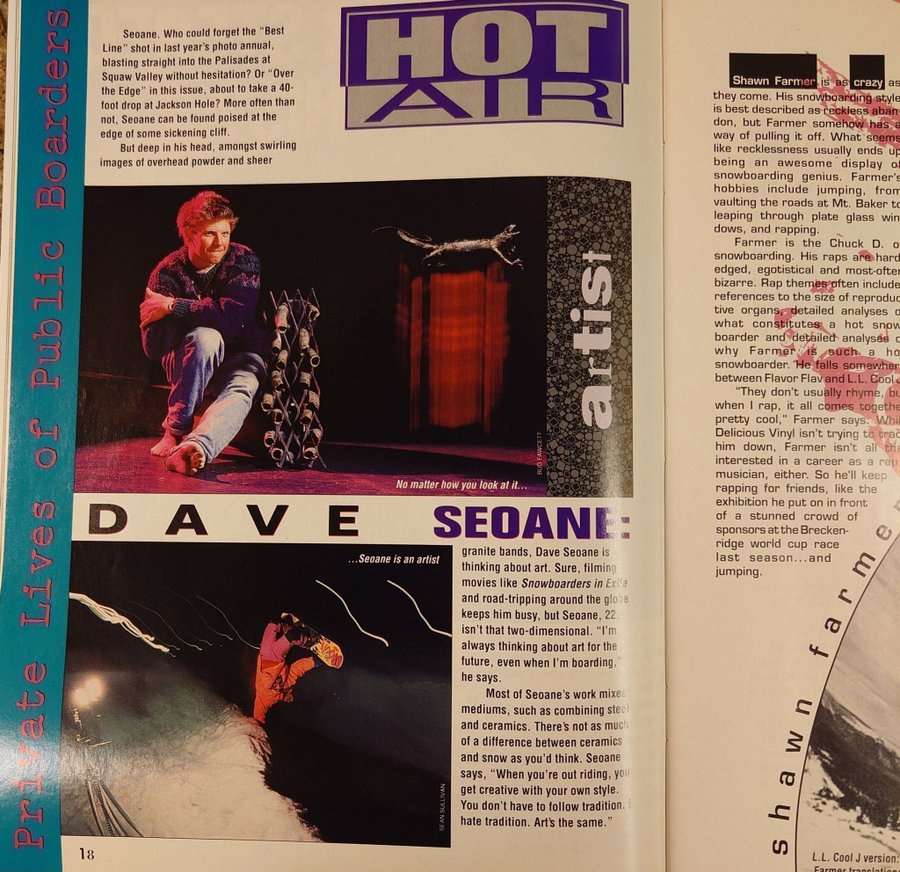 Private Lives of Public Boarders
Seoane. Who could forget the “Best
Line” shot in last year's photo annual,
blasting straight into the Palisades at
Squaw Valley without hesitation? Or “Over
the Edge” in this issue, about to take a 40-
foot drop at Jackson Hole? More often than
not, Seoane can be found poised at the
edge of some sickening cliff.
But deep in his head, amongst swirling
images of overhead powder and sheer
HOT
AIR
artist
BUD FAWCETT
No matter how you look at it...
DAVE SEOANE
...Seoane is an artist
SEAN SULLIVAN
granite bands, Dave Seoane is
thinking about art. Sure, filming
movies like Snowboarders in Exile
and road-tripping around the globe
keeps him busy, but Seoane, 22,
isn't that two-dimensional. “I'm
always thinking about art for the
future, even when I'm boarding,”
he says.
Most of Seoane's work mixes
mediums, such as combining steel
and ceramics. There's not as much
of a difference between ceramics
and snow as you'd think. Seoane
says, “When you're out riding, you
get creative with your own style.
You don't have to follow tradition. I
hate tradition. Art's the same.”
18
Shawn Farmer is as crazy as
they come. His snowboarding style
is best described as reckless aban-
don, but Farmer somehow has a
way of pulling it off. What seems
like recklessness usually ends up
being an awesome display of
snowboarding genius. Farmer's
hobbies include jumping, from
vaulting the roads at Mt. Baker to
leaping through plate glass win
dows, and rapping.
Farmer is the Chuck D. of
snowboarding. His raps are hard
edged, egotistical and most-often
bizarre. Rap themes often include
references to the size of reproduc
tive organs, detailed analyses o
what constitutes a hot snow
boarder and detailed analyses o
why Farmer is such a ho
snowboarder. He falls somewher
between Flavor Flav and L.L. Cool J
“They don't usually rhyme, bu
when I rap, it all comes togethe
pretty cool,” Farmer says. Whil
Delicious Vinyl isn't trying to trac
him down, Farmer isn't all tha
interested in a career as a rap
musician, either. So he'll keep
rapping for friends, like the
exhibition he put on in front
of a stunned crowd of
sponsors at the Brecken-
ridge world cup race
last season...and
jumping.
shawn farmer
L.L. Cool J version:
Farmer translation